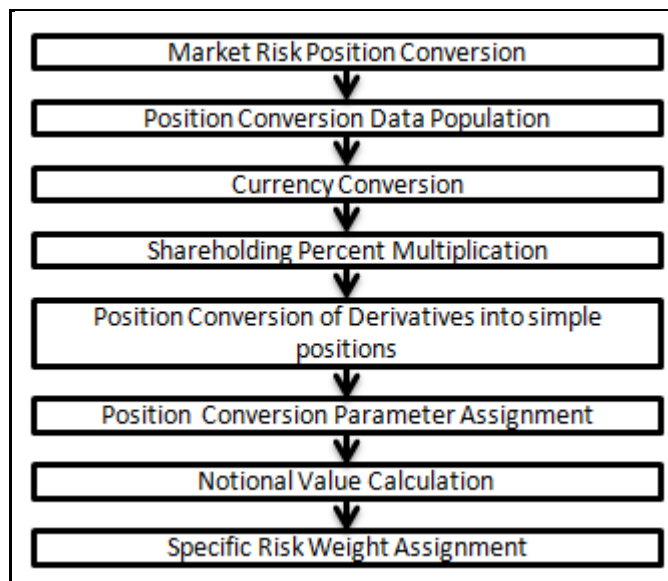 Market Risk Position Conversion
Position Conversion Data Population
Currency Conversion
Shareholding Percent Multiplication
Position Conversion of Derivatives into simple
positions
Position Conversion Parameter Assignment
Notional Value Calculation
Specific Risk Weight Assignment